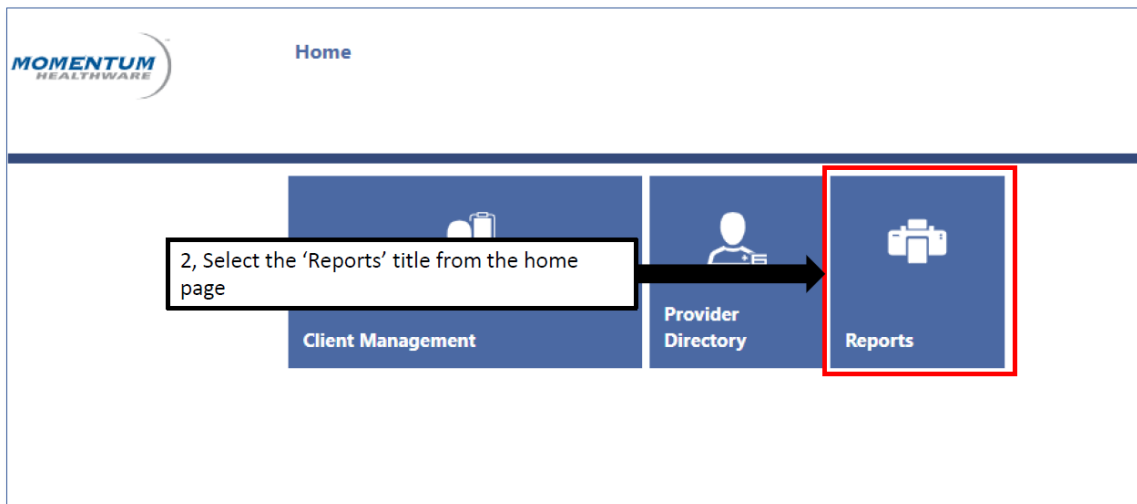 Home
MOMENTUM
HEALTHWARE
2, Select the ‘Reports’ title from the home
page
Client Management
Provider
Directory
Reports